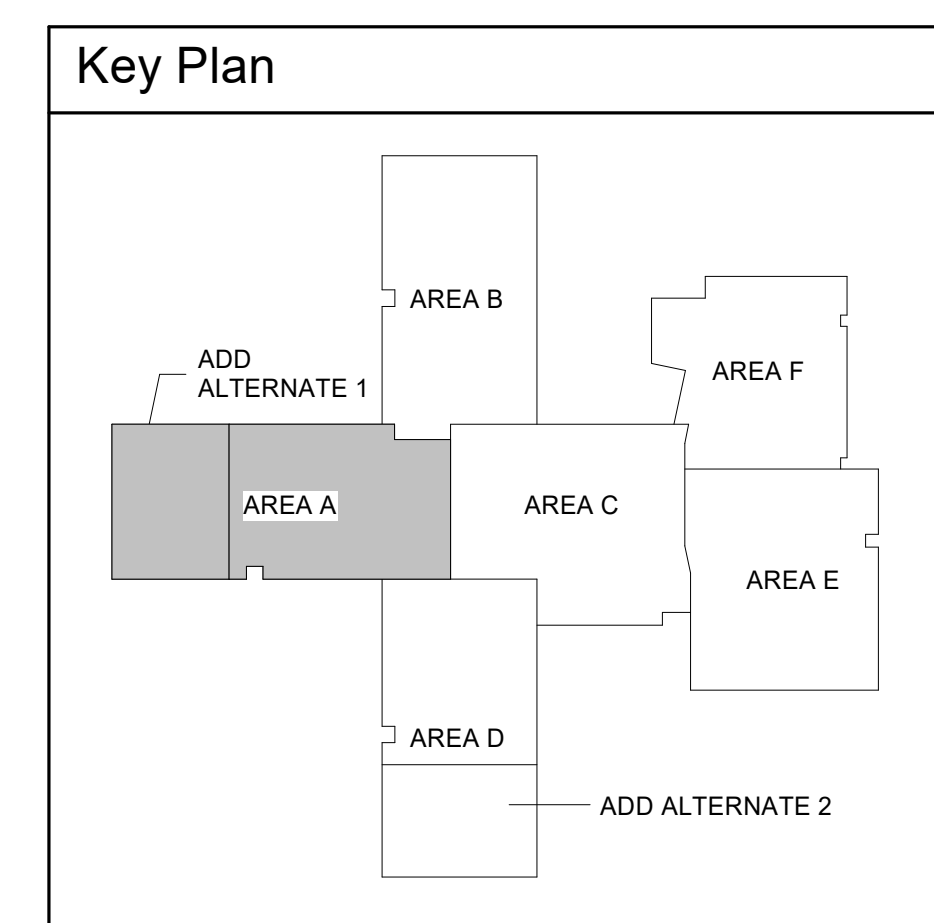 Key Plan
AREA B
ADD
ALTERNATE 1
AREA F
AREA A
AREA C
AREA E
AREA D
ADD ALTERNATE 2